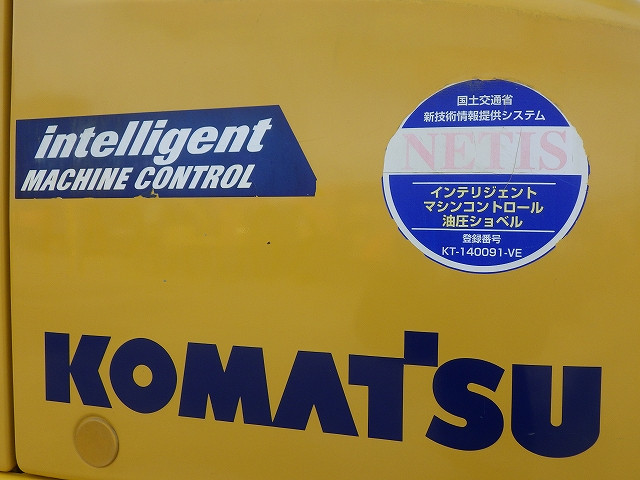 intelligent
MACHINE CONTROL
国土交通省
新技術情報提供システム
NETIS
インテリジェント
マシンコントロール
油圧ショベル
登録番号
KT-140091-VE
KOMATSU